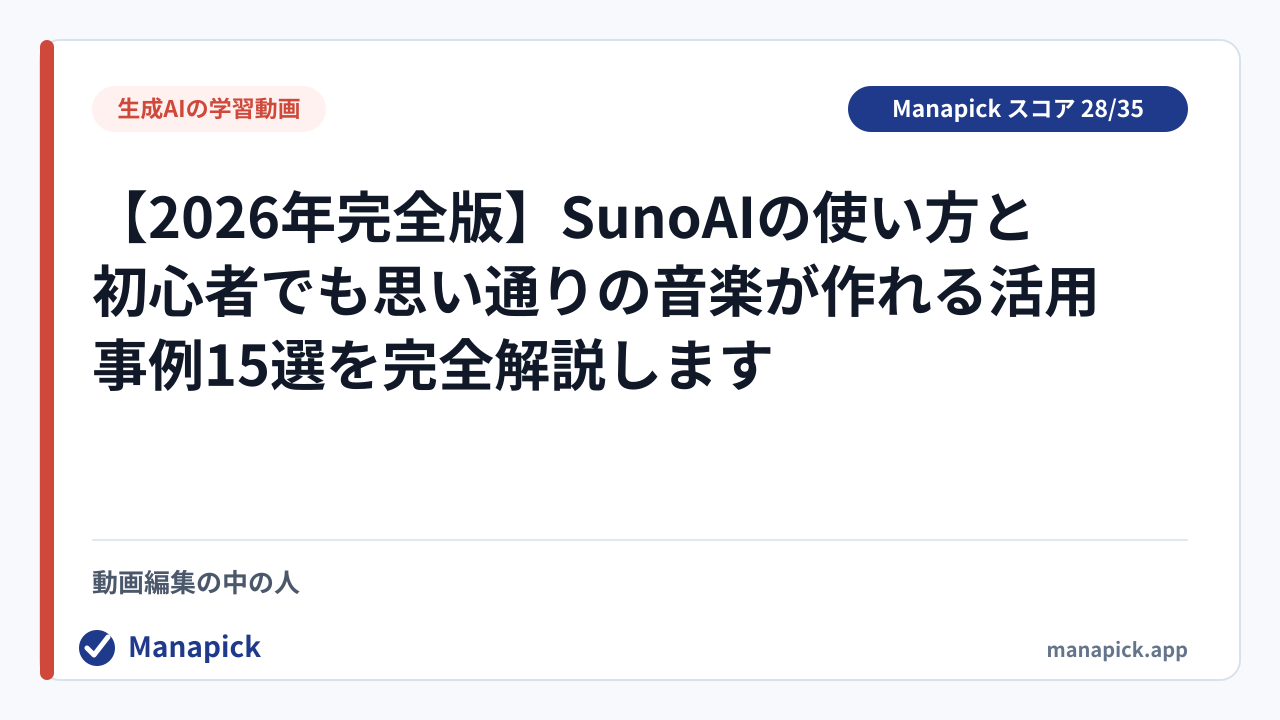 生成AIの学習動画
Manapick スコア 28/35
【2026年完全版】SunoAIの使い方と
初心者でも思い通りの音楽が作れる活用
事例15選を完全解説します
動画編集の中の人
Manapick
manapick.app